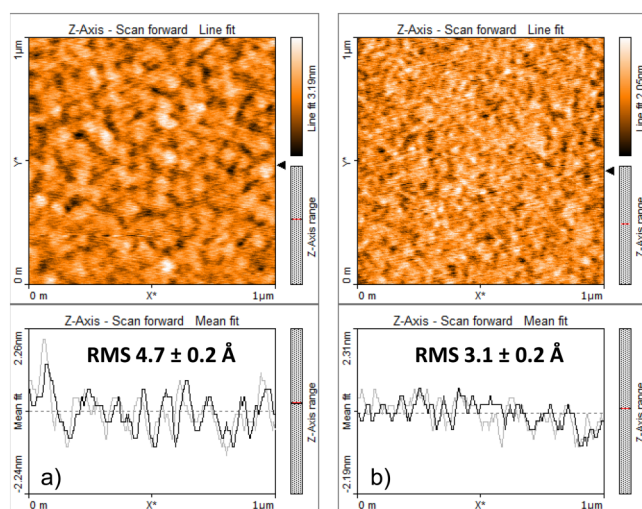 Z-Axis - Scan forward Line fit
1µm
Y*
0 m
0 m X* 1µm
Line fit 3.19nm
Z-Axis range
Z-Axis - Scan forward Mean fit
2.26nm
Mean fit
-2.24nm
RMS 4.7 ± 0.2 Å
a)
0 m X* 1µm
Z-Axis range
Z-Axis - Scan forward Line fit
1µm
Y*
0 m
0 m X* 1µm
Line fit 2.05nm
Z-Axis range
Z-Axis - Scan forward Mean fit
2.31nm
Mean fit
-2.19nm
RMS 3.1 ± 0.2 Å
b)
0 m X* 1µm
Z-Axis range